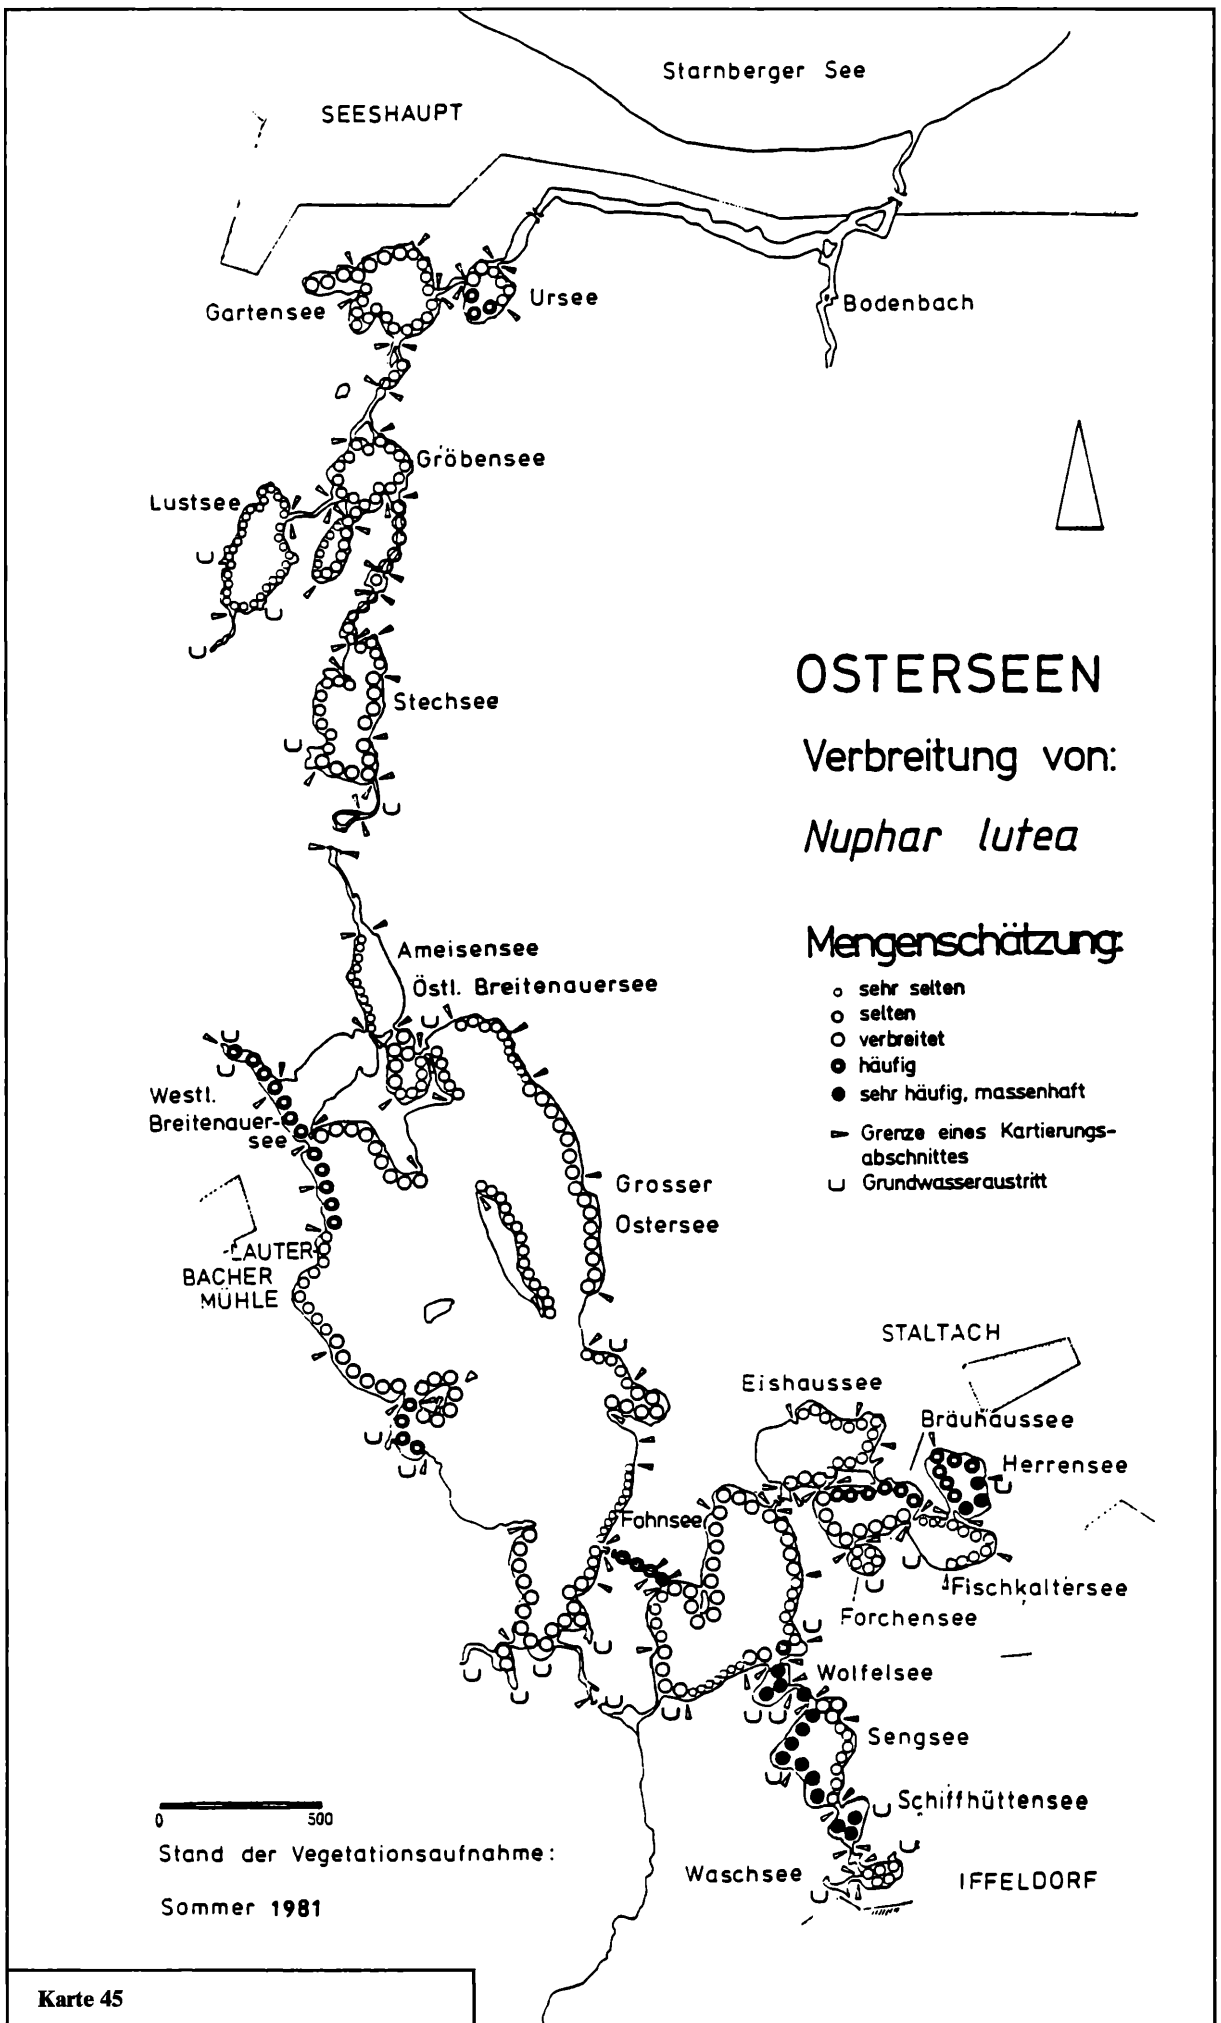 Starnberger See
SEESHAUPT
Gartensee
Ursee
Bodenbach
Gröbensee
Lustsee
Stechsee
OSTERSEEN
Verbreitung von:
Nuphar lutea
Mengenschätzung:
sehr selten
selten
verbreitet
häufig
sehr häufig, massenhaft
Grenze eines Kartierungs-
abschnittes
Grundwasseraustritt
Ameisensee
Östl. Breitenauersee
Westl.
Breitenauer-
see
Grosser
Ostersee
LAUTER-
BACHER
MÜHLE
STALTACH
Eishaussee
Bräuhaussee
Herrensee
Fohnsee
Fischkaltersee
Forchensee
Wolfelsee
Sengsee
Schiffhüttensee
Waschsee
IFFELDORF
0 500
Stand der Vegetationsaufnahme:
Sommer 1981
Karte 45